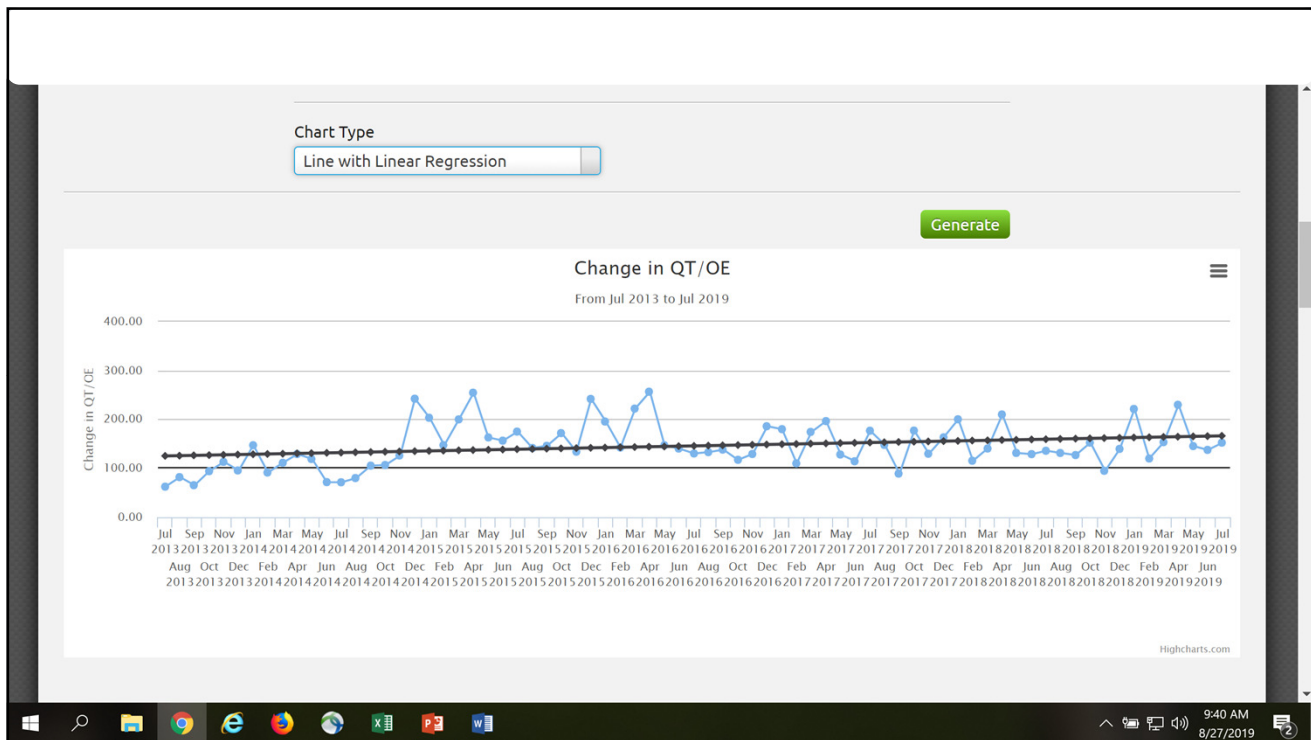 Chart Type
Line with Linear Regression
Generate
Change in QT/OE
From Jul 2013 to Jul 2019
Change in QT/OE
400.00
300.00
200.00
100.00
0.00
Jul Sep Nov Jan Mar May Jul Sep Nov Jan Mar May Jul Sep Nov Jan Mar May Jul Sep Nov Jan Mar May Jul Sep Nov Jan Mar May Jul Sep Nov Jan Mar May Jul
2013 2013 2013 2014 2014 2014 2014 2014 2014 2015 2015 2015 2015 2015 2015 2016 2016 2016 2016 2016 2016 2017 2017 2017 2017 2017 2017 2018 2018 2018 2018 2018 2018 2019 2019 2019 2019
Aug Oct Dec Feb Apr Jun Aug Oct Dec Feb Apr Jun Aug Oct Dec Feb Apr Jun Aug Oct Dec Feb Apr Jun Aug Oct Dec Feb Apr Jun Aug Oct Dec Feb Apr Jun
2013 2013 2013 2014 2014 2014 2014 2014 2014 2015 2015 2015 2015 2015 2015 2016 2016 2016 2016 2016 2016 2017 2017 2017 2017 2017 2017 2018 2018 2018 2018 2018 2018 2019 2019 2019
Highcharts.com
9:40 AM
8/27/2019
2